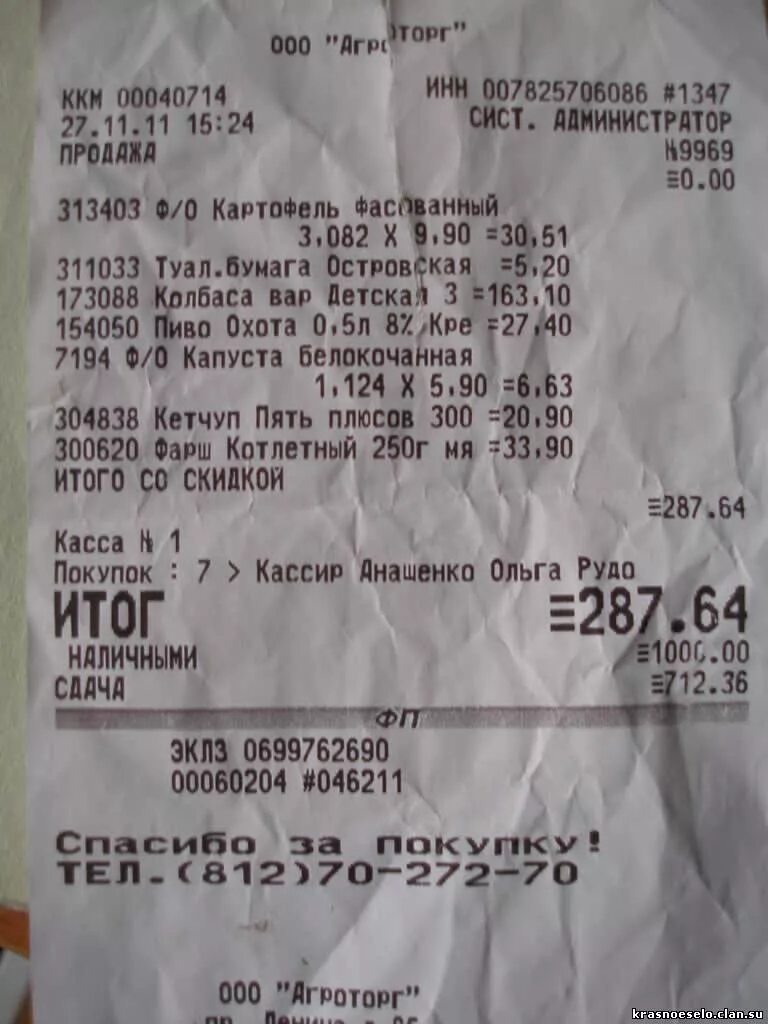 ООО "Агроторг"
ККМ 00040714 ИНН 007825706086 #1347
27.11.11 15:24 СИСТ. АДМИНИСТРАТОР
ПРОДАЖА №9969
≡0.00
313403 Ф/О Картофель фасованный
3,082 X 9,90 =30,51
311033 Туал.бумага Островская =5,20
173088 Колбаса вар Детская 3 =163,10
154050 Пиво Охота 0,5л 8% Кре =27,40
7194 Ф/О Капуста белокочанная
1,124 X 5,90 =6,63
304838 Кетчуп Пять плюсов 300 =20,90
300620 Фарш Котлетный 250г мя =33,90
ИТОГО СО СКИДКОЙ
≡287.64
Касса № 1
Покупок : 7 > Кассир Анашенко Ольга Рудо
ИТОГ ≡287.64
НАЛИЧНЫМИ ≡1000.00
СДАЧА ≡712.36
ФП
ЭКЛЗ 0699762690
00060204 #046211
Спасибо за покупку!
ТЕЛ.(812)70-272-70
ООО "Агроторг"
пр. Ленина
krasnoeselo.clan.su